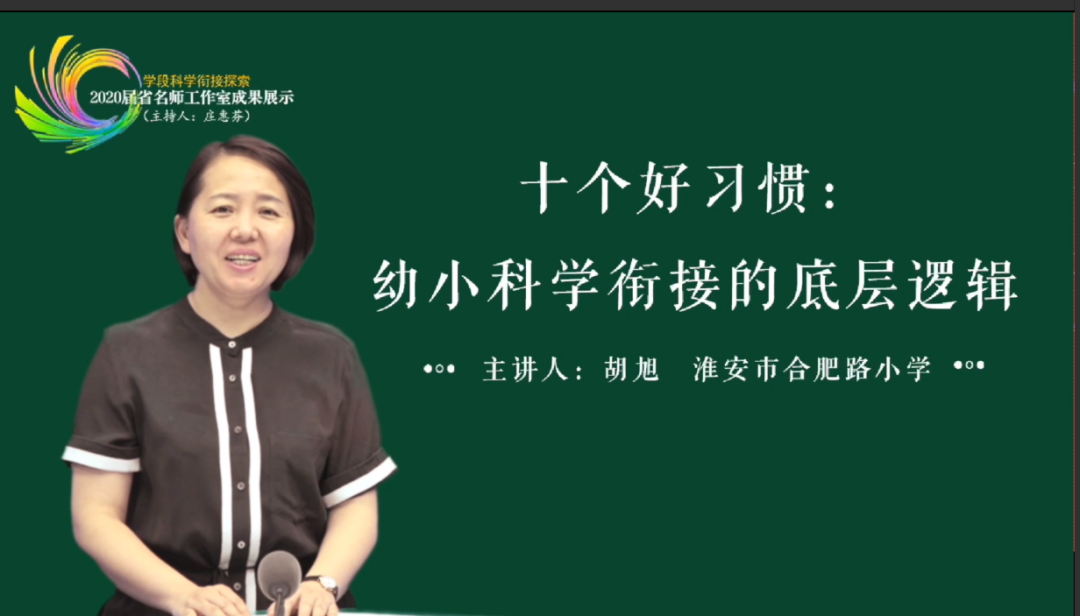 学段科学衔接探索
2020届省名师工作室成果展示
（主持人：庄惠芬）
十个好习惯：
幼小科学衔接的底层逻辑
主讲人：胡旭 淮安市合肥路小学